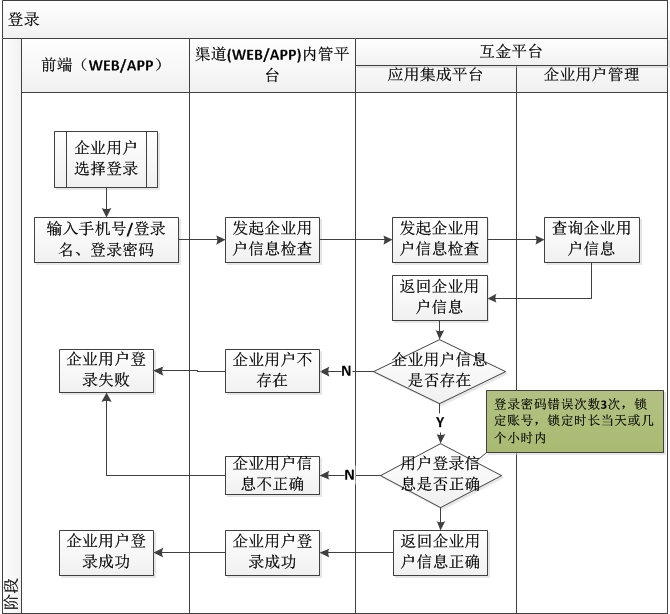 登录
前端（WEB/APP）
渠道(WEB/APP)内管平
台
互金平台
应用集成平台
企业用户管理
企业用户
选择登录
输入手机号/登录
名、登录密码
发起企业用
户信息检查
发起企业用
户信息检查
查询企业用
户信息
返回企业用
户信息
企业用户登
录失败
企业用户不
存在
N
企业用户信息
是否存在
Y
登录密码错误次数3次，锁
定账号，锁定时长当天或几
个小时内
企业用户信
息不正确
N
用户登录信
息是否正确
企业用户登
录成功
企业用户登
录成功
返回企业用
户信息正确
阶段